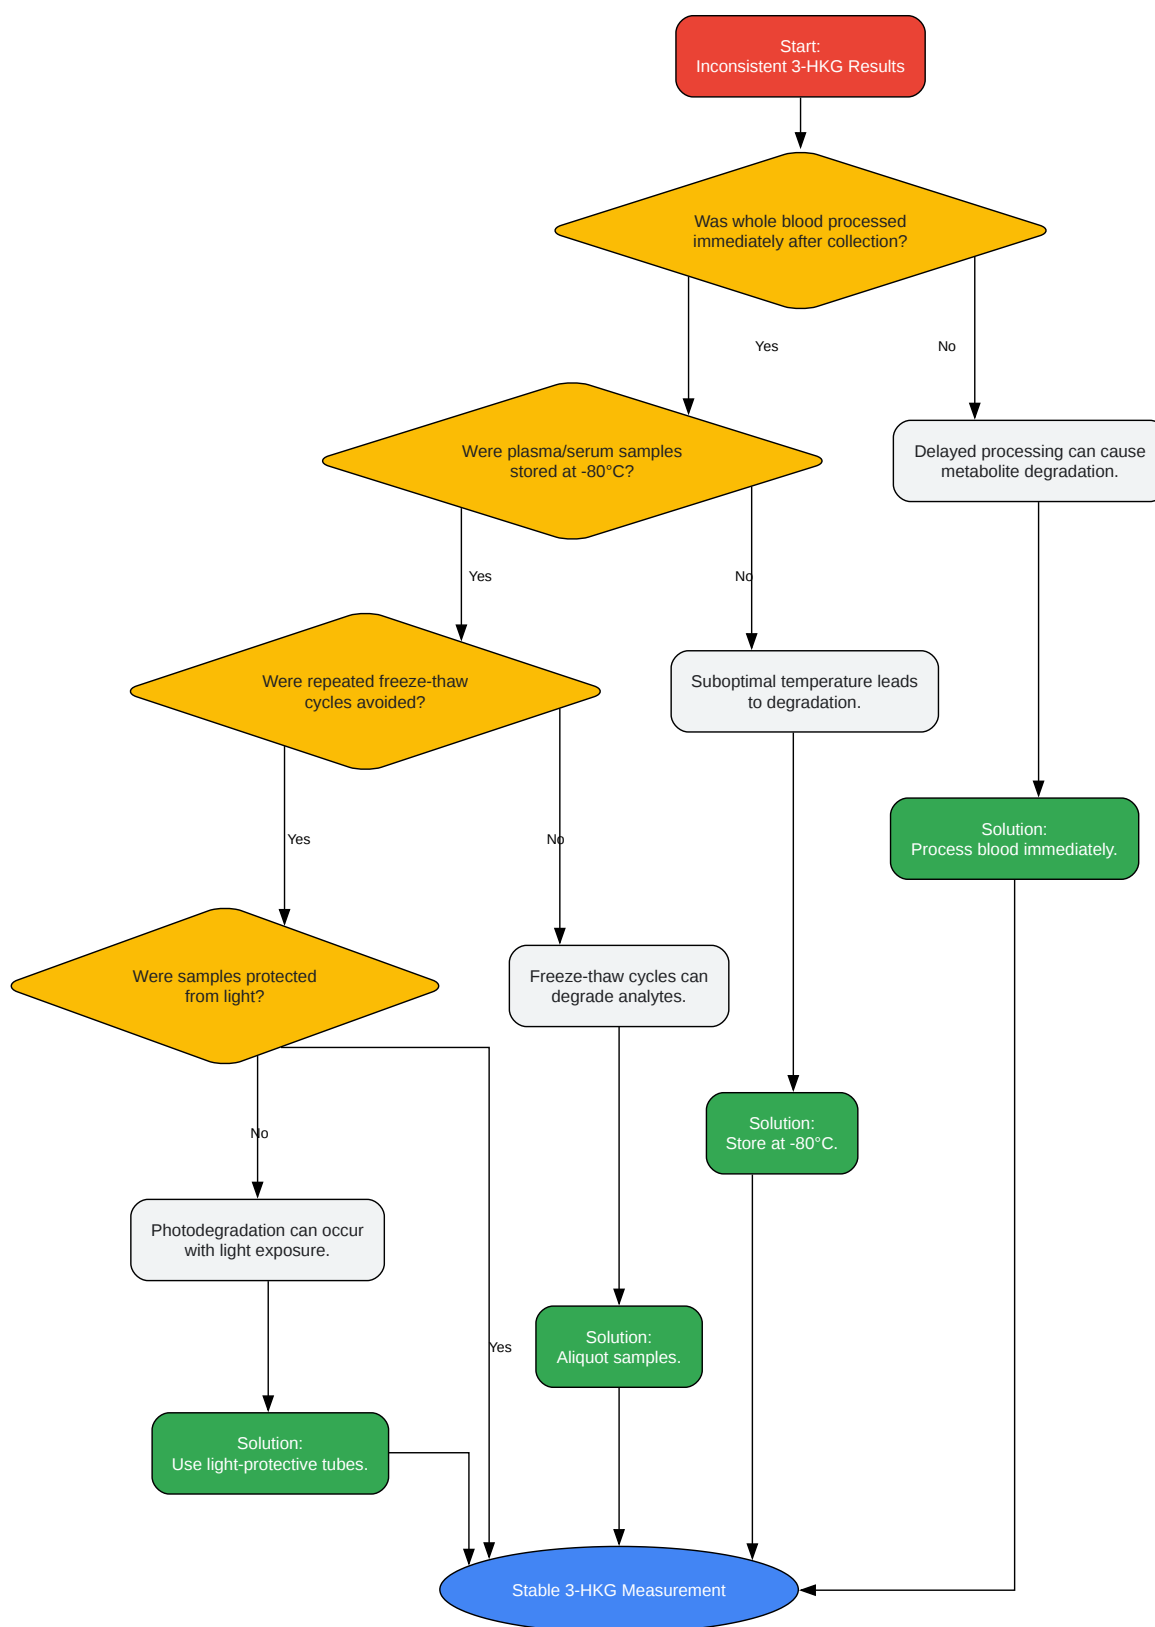 Start:
Inconsistent 3-HKG Results
Was whole blood processed
immediately after collection?
Yes
No
Were plasma/serum samples
stored at -80°C?
Delayed processing can cause
metabolite degradation.
Yes
No
Were repeated freeze-thaw
cycles avoided?
Suboptimal temperature leads
to degradation.
Yes
No
Solution:
Process blood immediately.
Were samples protected
from light?
Freeze-thaw cycles can
degrade analytes.
No
Solution:
Store at -80°C.
Photodegradation can occur
with light exposure.
Yes
Solution:
Aliquot samples.
Solution:
Use light-protective tubes.
Stable 3-HKG Measurement